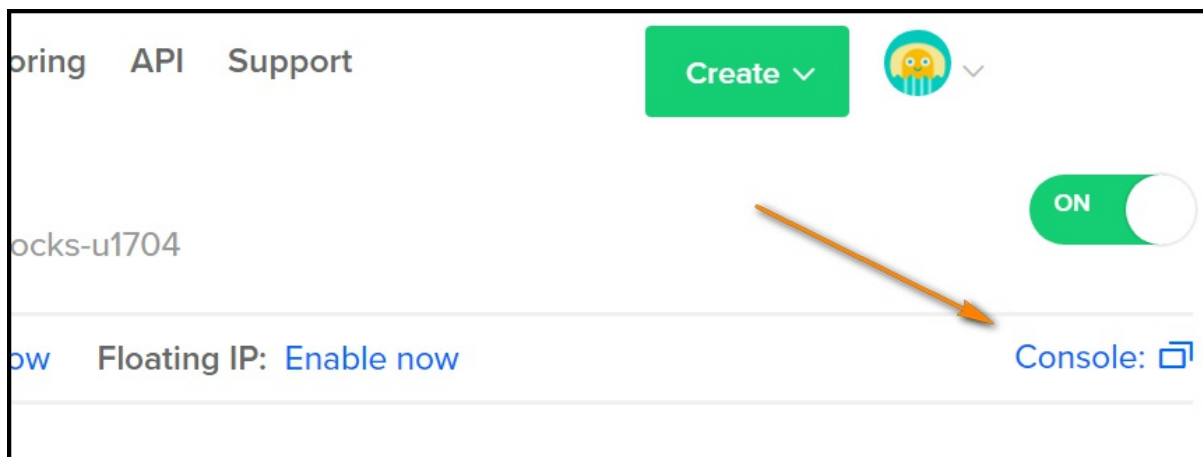 oring API Support Create
ON
ocks-u1704
ow Floating IP: Enable now Console: